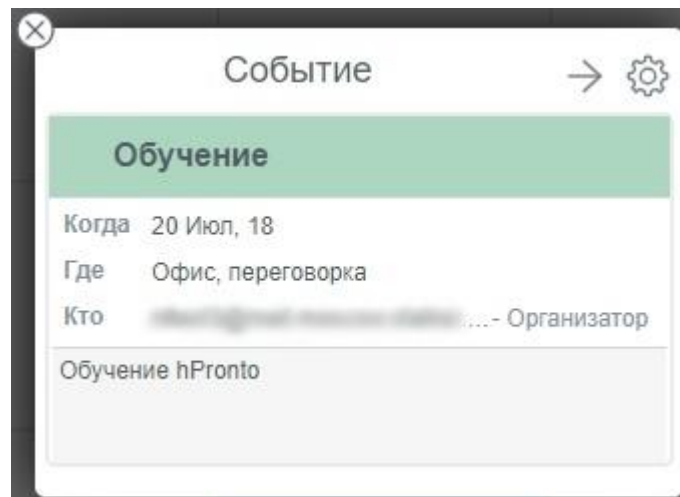 Событие
Обучение
Когда 20 Июл, 18
Где Офис, переговорка
Кто ...- Организатор
Обучение hPronto